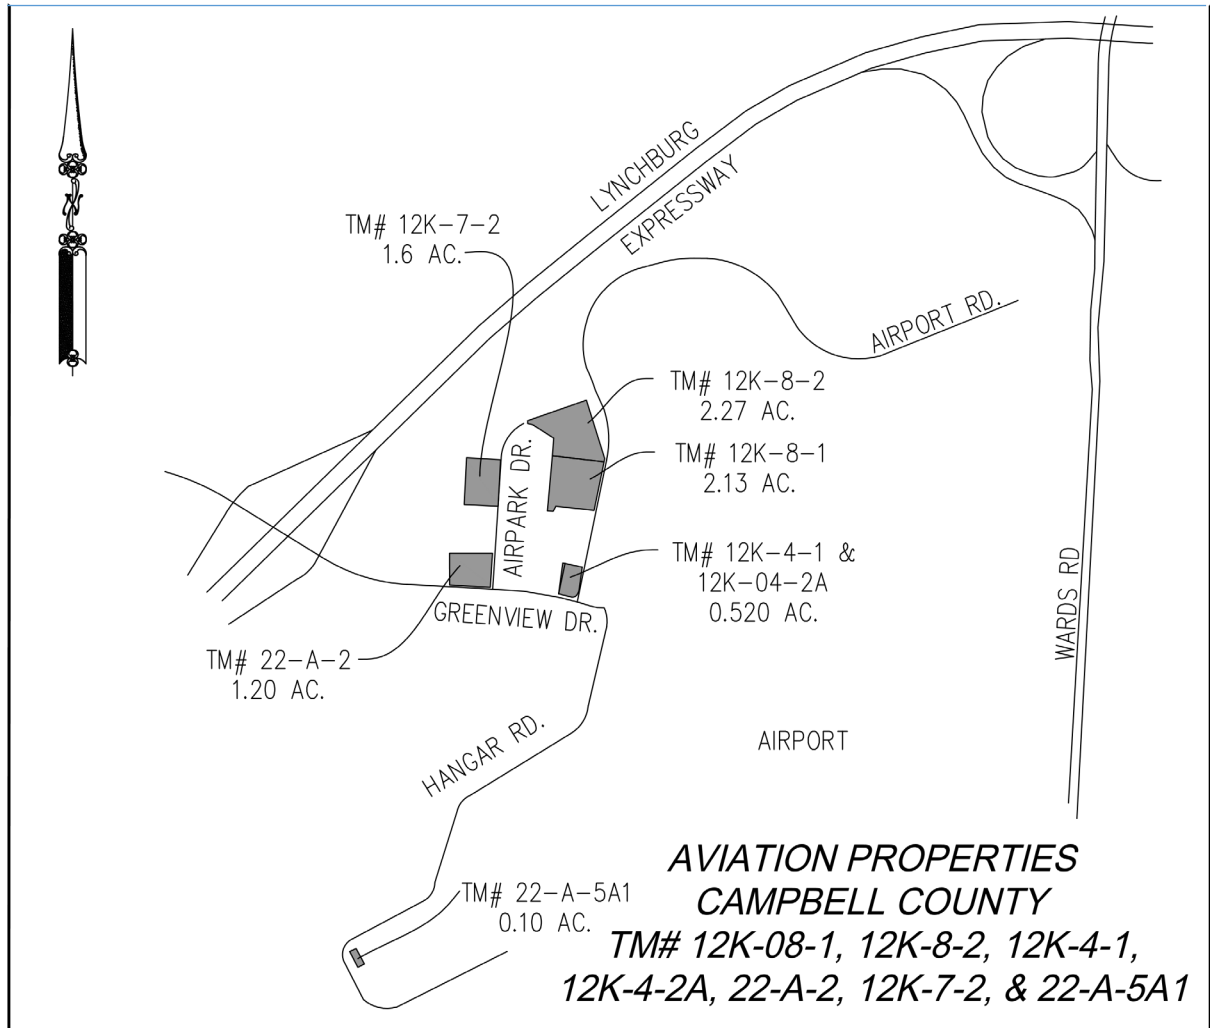 LYNCHBURG
EXPRESSWAY
TM# 12K-7-2
1.6 AC.
AIRPORT RD.
TM# 12K-8-2
2.27 AC.
TM# 12K-8-1
2.13 AC.
AIRPARK DR.
TM# 12K-4-1 &
12K-04-2A
0.520 AC.
WARDS RD
GREENVIEW DR.
TM# 22-A-2
1.20 AC.
HANGAR RD.
AIRPORT
TM# 22-A-5A1
0.10 AC.
AVIATION PROPERTIES
CAMPBELL COUNTY
TM# 12K-08-1, 12K-8-2, 12K-4-1,
12K-4-2A, 22-A-2, 12K-7-2, & 22-A-5A1
N